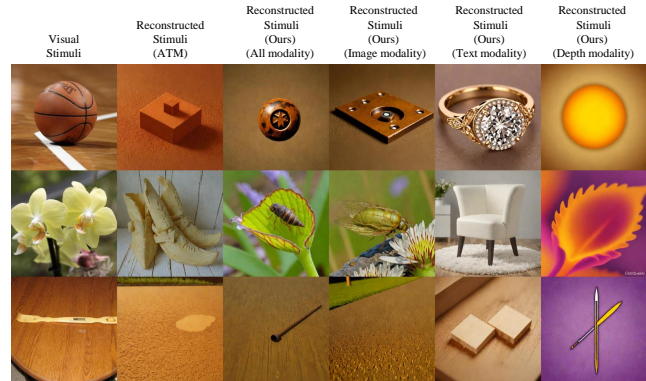 Visual
Stimuli
Reconstructed
Stimuli
(ATM)
Reconstructed
Stimuli
(Ours)
(All modality)
Reconstructed
Stimuli
(Ours)
(Image modality)
Reconstructed
Stimuli
(Ours)
(Text modality)
Reconstructed
Stimuli
(Ours)
(Depth modality)